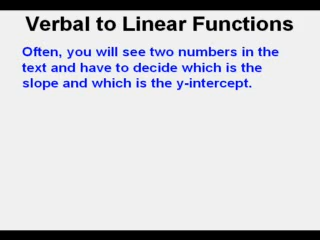 Verbal to Linear Functions
Often, you will see two numbers in the
text and have to decide which is the
slope and which is the y-intercept.